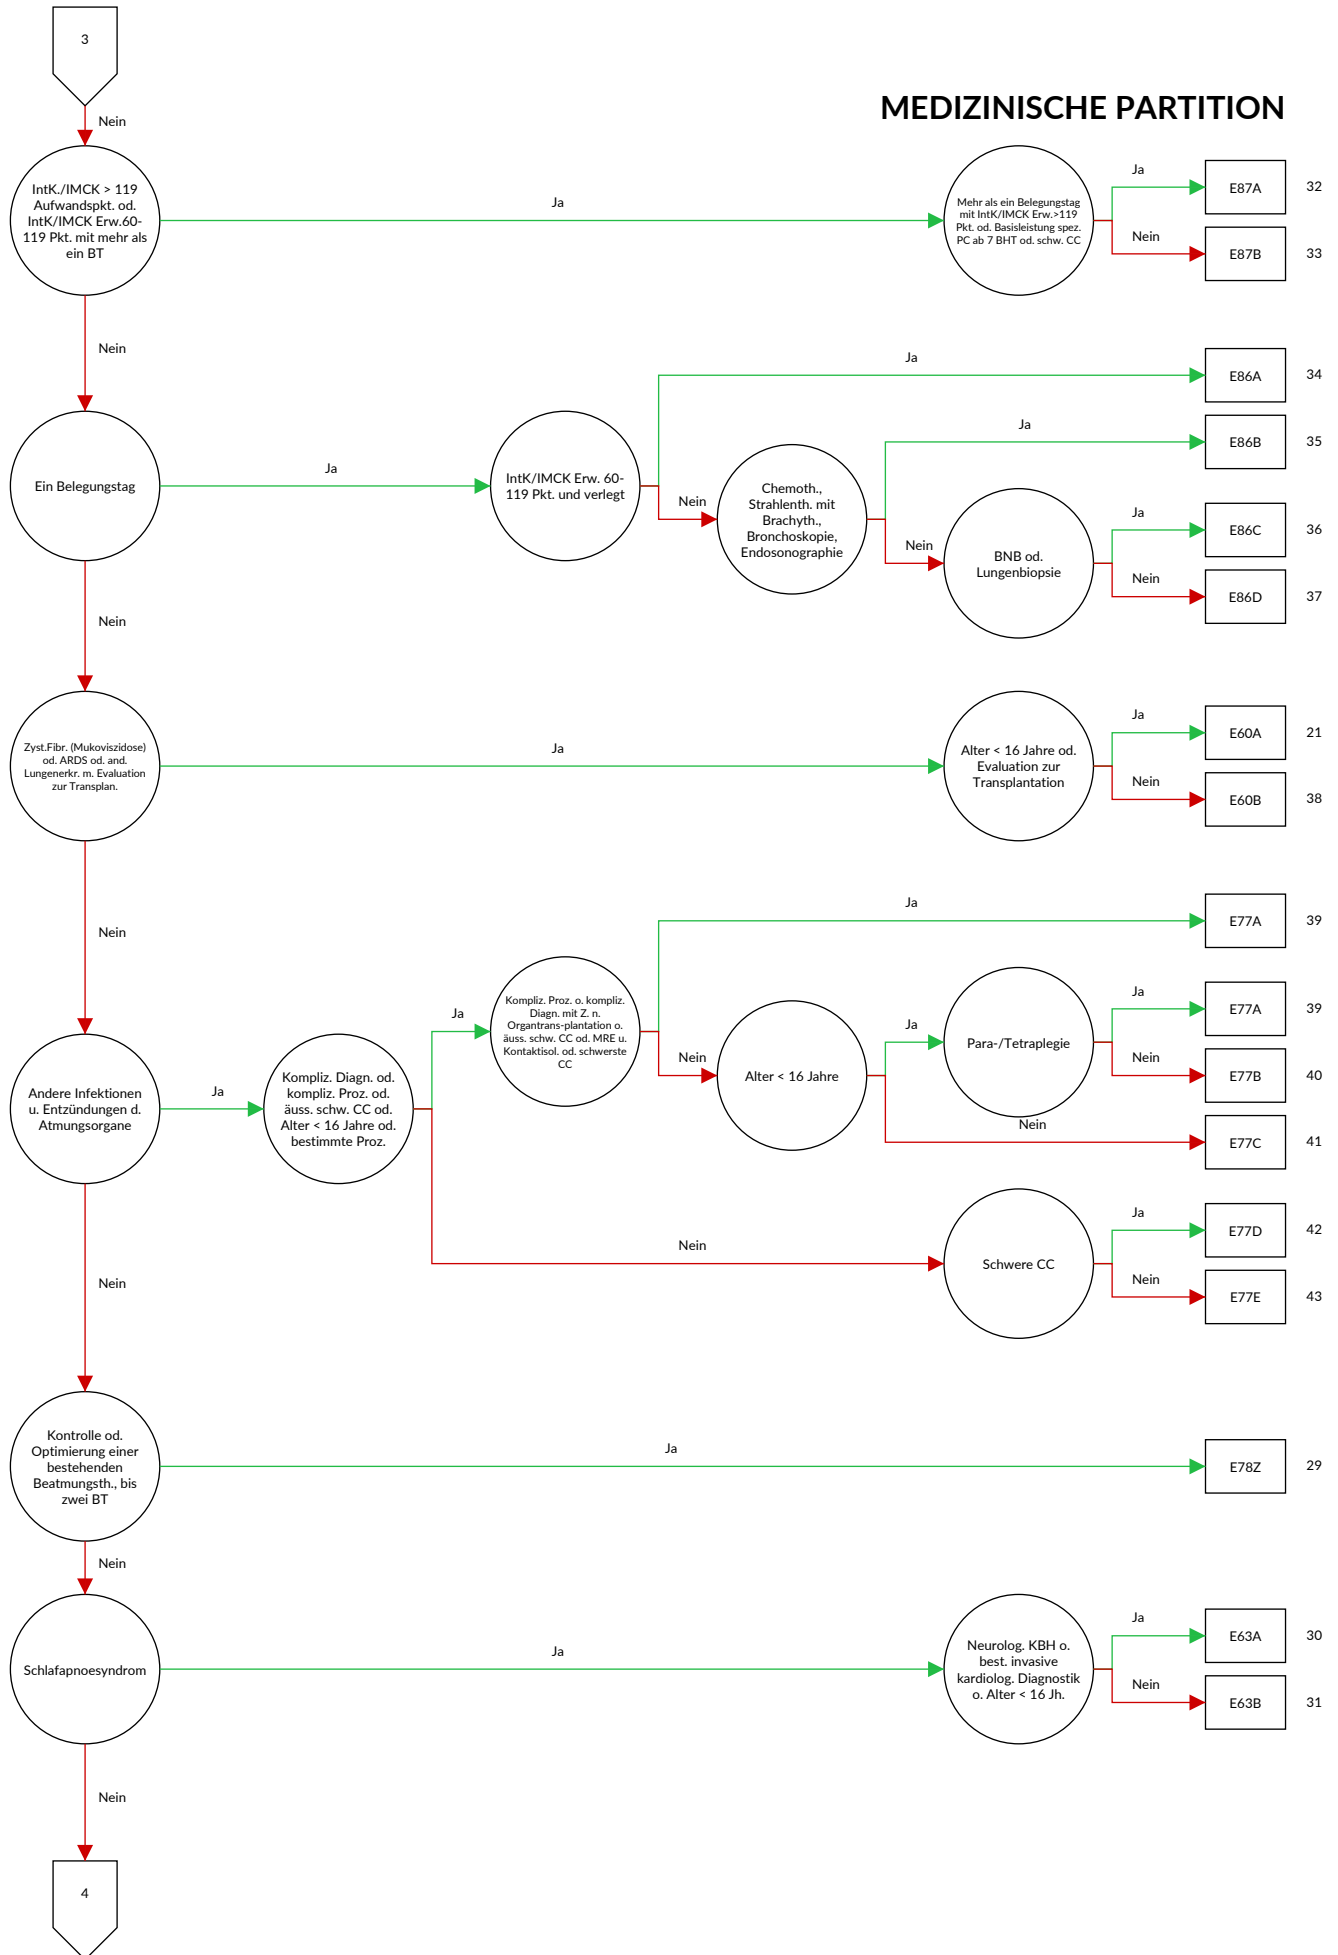 3
MEDIZINISCHE PARTITION
Nein
IntK./IMCK > 119
Aufwandspkt. od.
IntK/IMCK Erw.60-
119 Pkt. mit mehr als
ein BT
Ja
Mehr als ein Belegungstag
mit IntK/IMCK Erw.>119
Pkt. od. Basisleistung spez.
PC ab 7 BHT od. schw. CC
Ja
E87A
32
Nein
E87B
33
Nein
Ein Belegungstag
Ja
IntK/IMCK Erw. 60-
119 Pkt. und verlegt
Ja
E86A
34
Nein
Chemoth.,
Strahlenth. mit
Brachyth.,
Bronchoskopie,
Endosonographie
Ja
E86B
35
Nein
BNB od.
Lungenbiopsie
Ja
E86C
36
Nein
E86D
37
Nein
Zyst.Fibr. (Mukoviszidose)
od. ARDS od. and.
Lungenerkr. m. Evaluation
zur Transplan.
Ja
Alter < 16 Jahre od.
Evaluation zur
Transplantation
Ja
E60A
21
Nein
E60B
38
Nein
Andere Infektionen
u. Entzündungen d.
Atmungsorgane
Ja
Kompliz. Diagn. od.
kompliz. Proz. od.
äuss. schw. CC od.
Alter < 16 Jahre od.
bestimmte Proz.
Ja
Kompliz. Proz. o. kompliz.
Diagn. mit Z. n.
Organtrans-plantation o.
äuss. schw. CC od. MRE u.
Kontaktisol. od. schwerste
CC
Ja
E77A
39
Nein
Alter < 16 Jahre
Ja
Para-/Tetraplegie
Ja
E77A
39
Nein
E77B
40
Nein
E77C
41
Nein
Schwere CC
Ja
E77D
42
Nein
E77E
43
Nein
Kontrolle od.
Optimierung einer
bestehenden
Beatmungsth., bis
zwei BT
Ja
E78Z
29
Nein
Schlafapnoesyndrom
Ja
Neurolog. KBH o.
best. invasive
kardiolog. Diagnostik
o. Alter < 16 Jh.
Ja
E63A
30
Nein
E63B
31
Nein
4